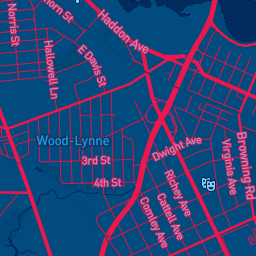 Norris St
Hallowell Ln
E Davis St
Haddon Ave
Wood-Lynne
3rd St
4th St
Dwight Ave
Richey Ave
Cattell Ave
Comley Ave
Virginia Ave
Browning Rd